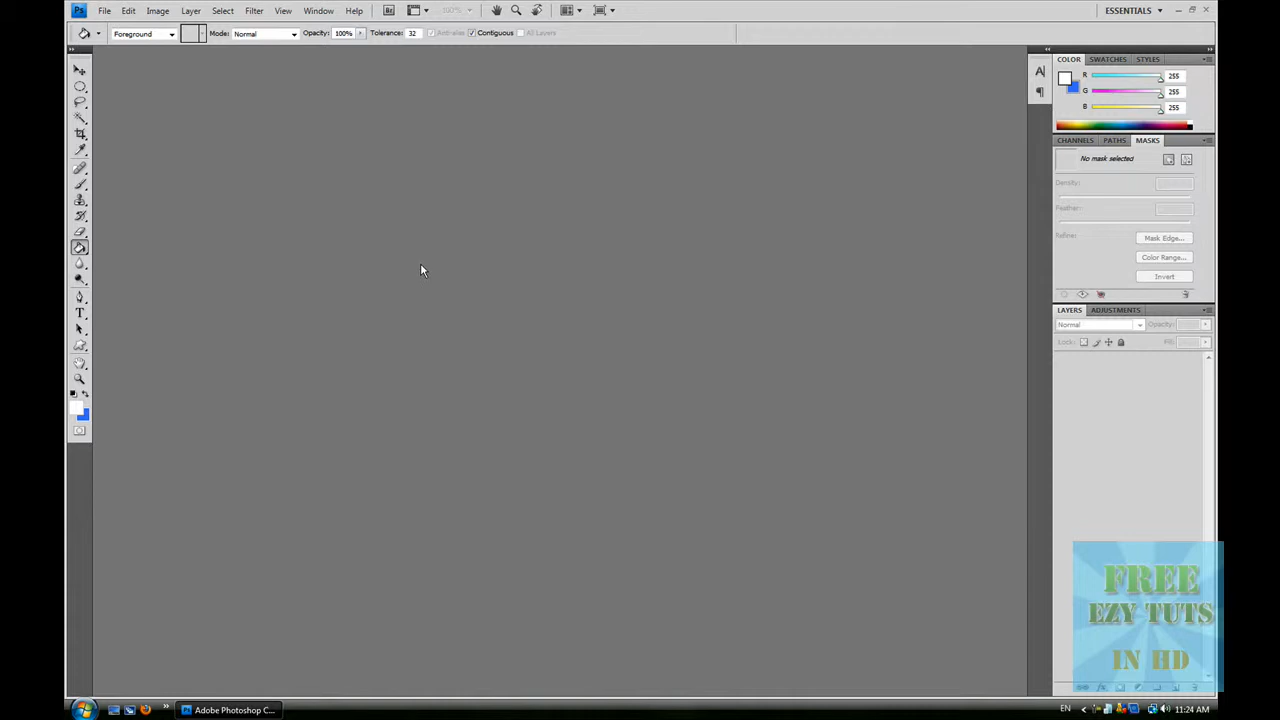 Ps File Edit Image Layer Select Filter View Window Help Br 100% ESSENTIALS
Foreground Mode: Normal Opacity: 100% Tolerance: 32 Anti-alias Contiguous All Layers
COLOR SWATCHES STYLES
R 255
G 255
B 255
CHANNELS PATHS MASKS
No mask selected
Density:
Feather:
Refine: Mask Edge...
Color Range...
Invert
LAYERS ADJUSTMENTS
Normal Opacity:
Lock: Fill:
FREE
EZY TUTS
IN HD
Adobe Photoshop C... EN 11:24 AM